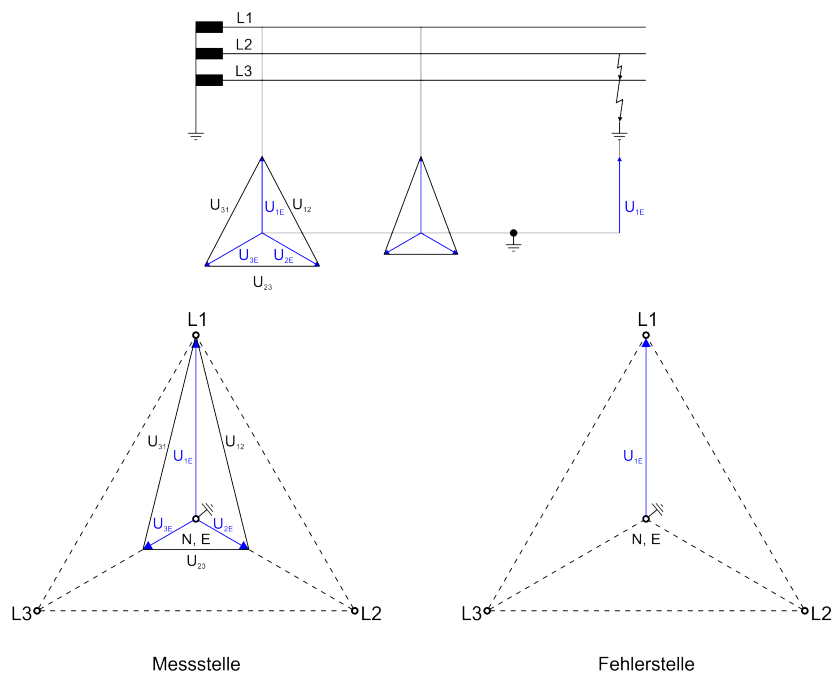 L1
L2
L3
U31 U1E U12 U1E
U3E U2E
U23
L1 L1
U31 U1E U12 U1E
U3E U2E
N, E N, E
U23
L3 L2 L3 L2
Messstelle Fehlerstelle